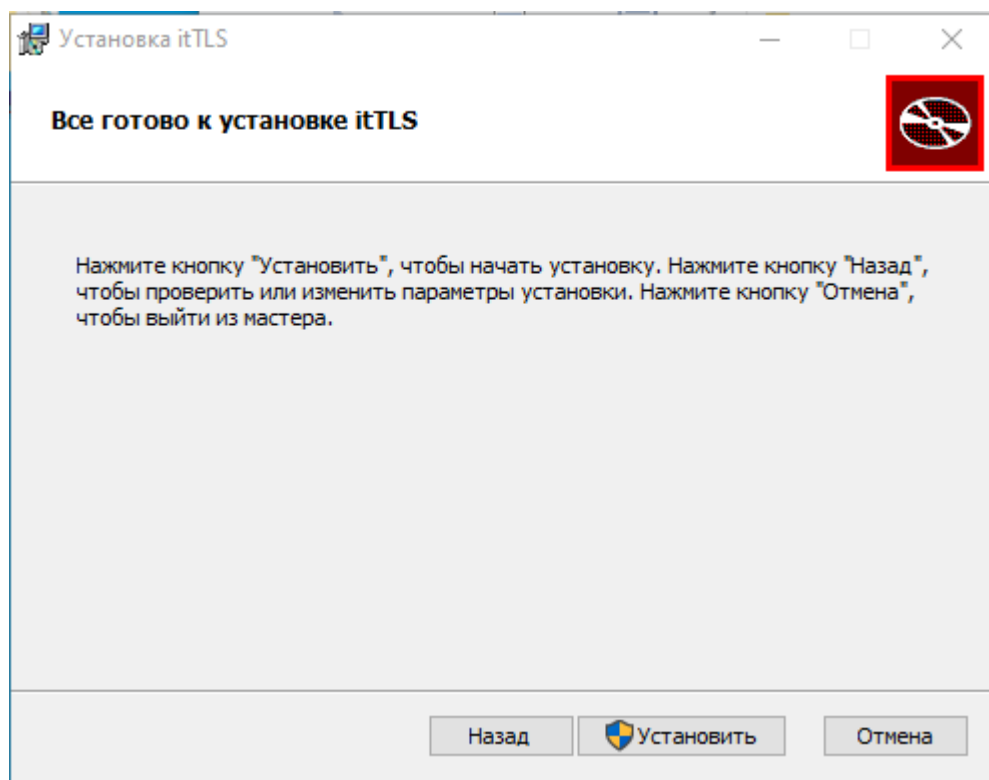 Установка itTLS
Все готово к установке itTLS
Нажмите кнопку "Установить", чтобы начать установку. Нажмите кнопку "Назад",
чтобы проверить или изменить параметры установки. Нажмите кнопку "Отмена",
чтобы выйти из мастера.
Назад
Установить
Отмена